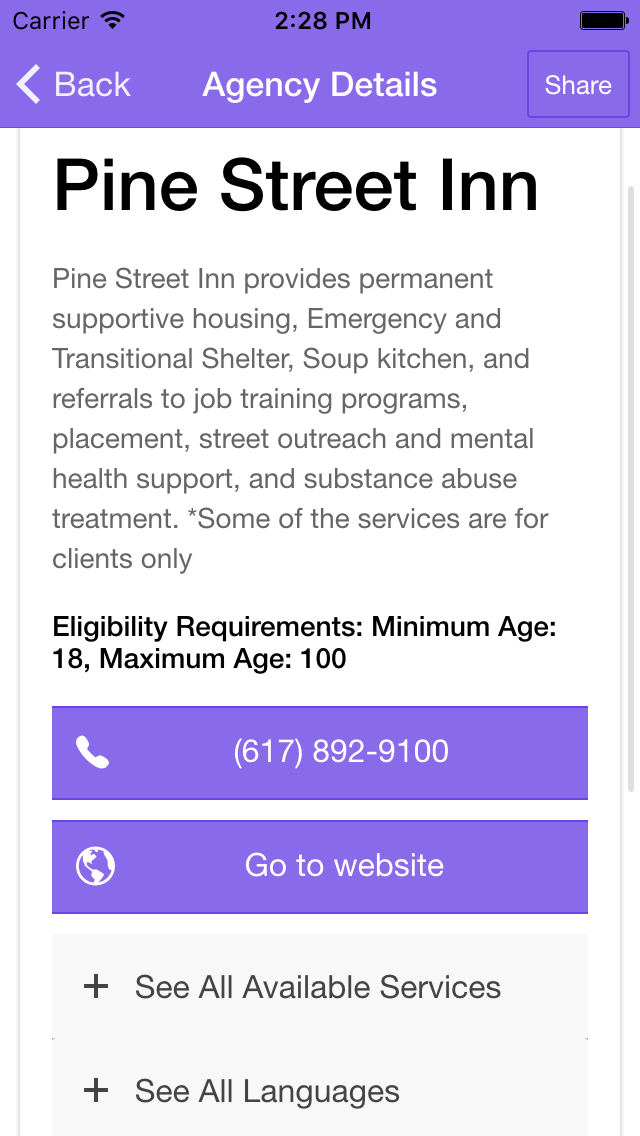 Carrier 2:28 PM
Back Agency Details Share
Pine Street Inn
Pine Street Inn provides permanent
supportive housing, Emergency and
Transitional Shelter, Soup kitchen, and
referrals to job training programs,
placement, street outreach and mental
health support, and substance abuse
treatment. *Some of the services are for
clients only
Eligibility Requirements: Minimum Age:
18, Maximum Age: 100
(617) 892-9100
Go to website
+ See All Available Services
+ See All Languages